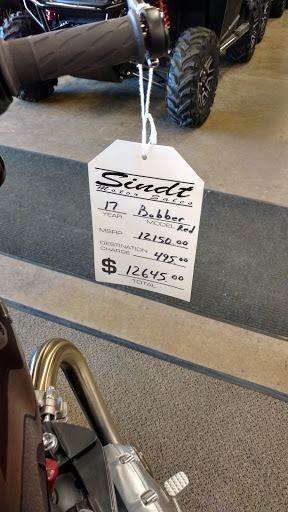 Sindt
Motor Sales
17 Bobber
YEAR MODEL Red
MSRP 12150.00
DESTINATION
CHARGE 495.00
$ 12645.00
TOTAL